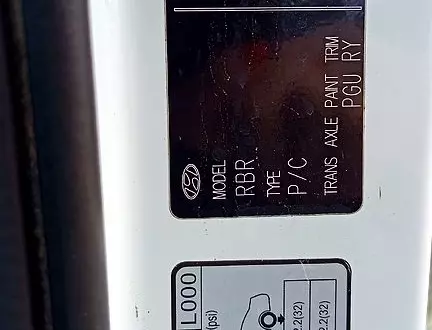 MODEL
RBR
TYPE
P/C
TRANS AXLE PAINT TRIM
PGU RY
L000
(psi)
2.2(32)
2.2(32)